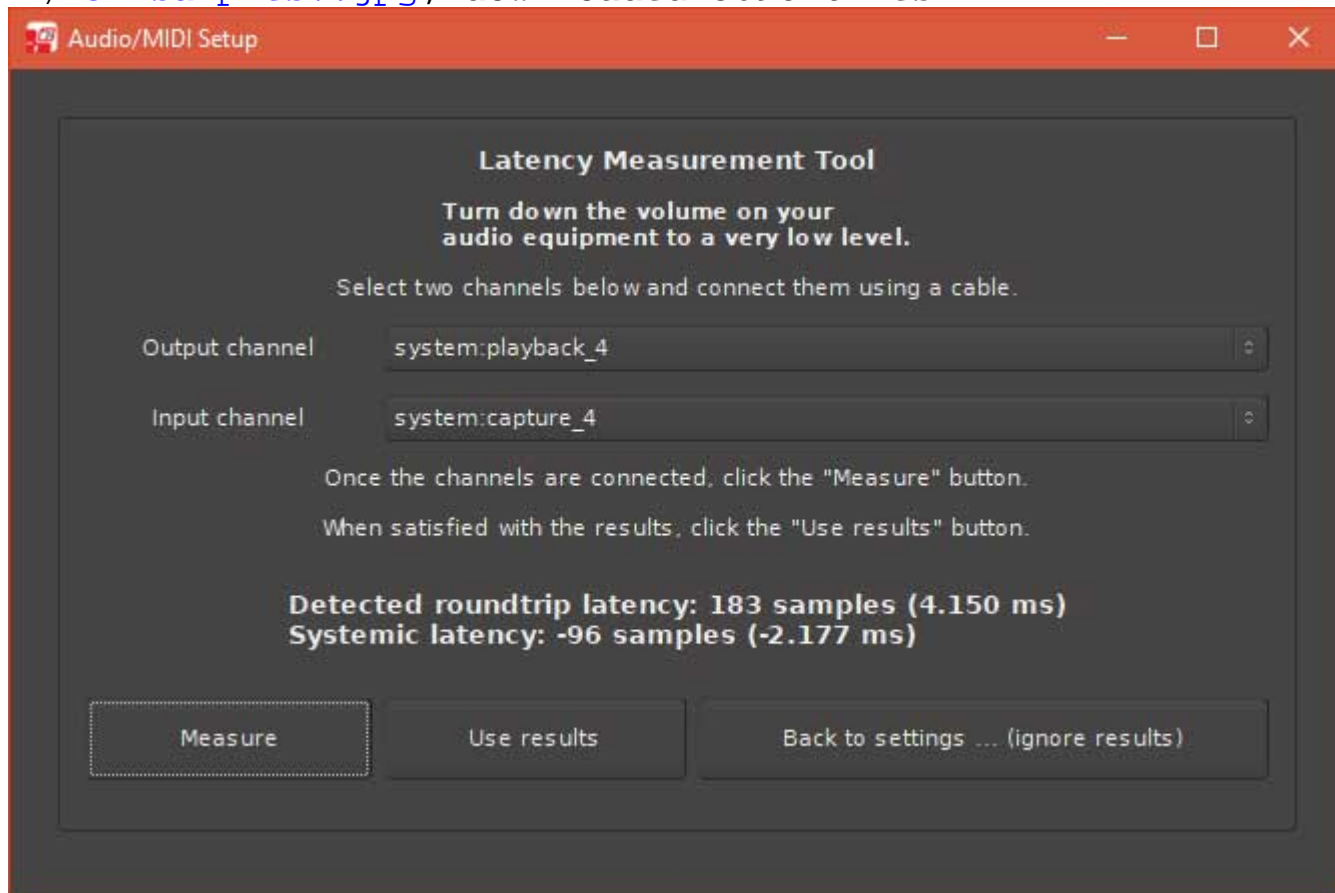 Audio/MIDI Setup
Latency Measurement Tool
Turn down the volume on your
audio equipment to a very low level.
Select two channels below and connect them using a cable.
Output channel system:playback_4
Input channel system:capture_4
Once the channels are connected, click the "Measure" button.
When satisfied with the results, click the "Use results" button.
Detected roundtrip latency: 183 samples (4.150 ms)
Systemic latency: -96 samples (-2.177 ms)
Measure Use results Back to settings ... (ignore results)